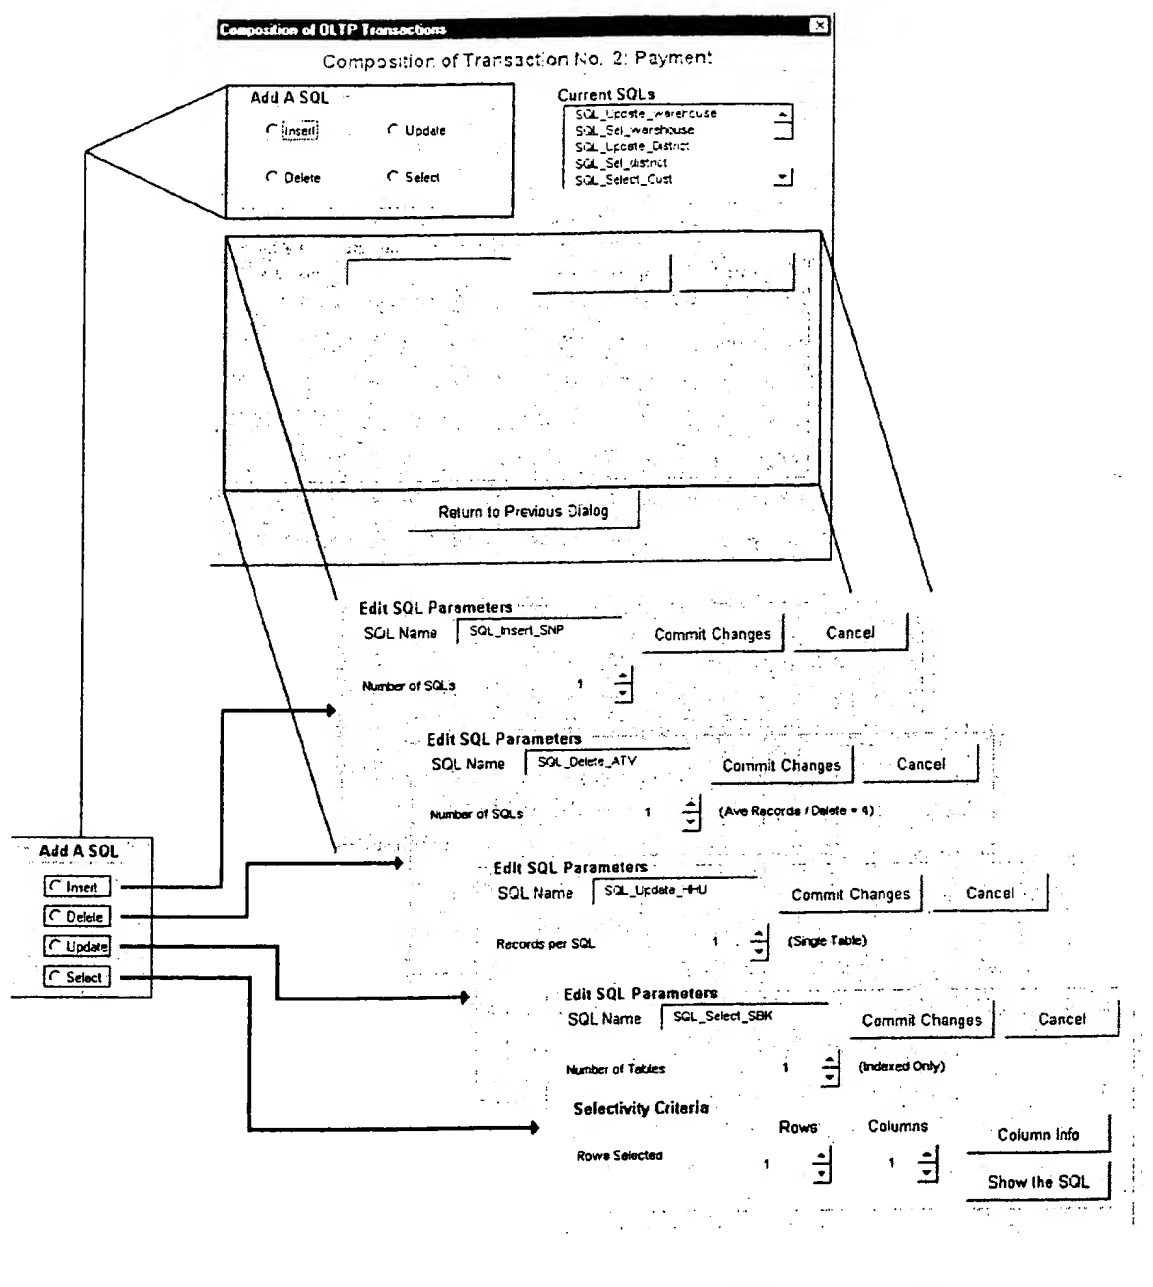 Composition of OLTP Transactions
Composition of Transaction No. 2: Payment
Add A SQL
Insert
Update
Delete
Select
Current SQLs
SQL_Update_warehouse
SQL_Sel_warehouse
SQL_Update_District
SQL_Sel_district
SQL_Select_Cust
Return to Previous Dialog
Edit SQL Parameters
SQL Name SQL_Insert_SNP Commit Changes Cancel
Number of SQLs 1
Edit SQL Parameters
SQL Name SQL_Delete_ATV Commit Changes Cancel
Number of SQLs 1 (Ave Records / Delete = 4)
Add A SQL
Insert
Delete
Update
Select
Edit SQL Parameters
SQL Name SQL_Update_HHU Commit Changes Cancel
Records per SQL 1 (Single Table)
Edit SQL Parameters
SQL Name SQL_Select_SBK Commit Changes Cancel
Number of Tables 1 (Indexed Only)
Selectivity Criteria
Rows Columns Column Info
Rows Selected 1 1
Show the SQL